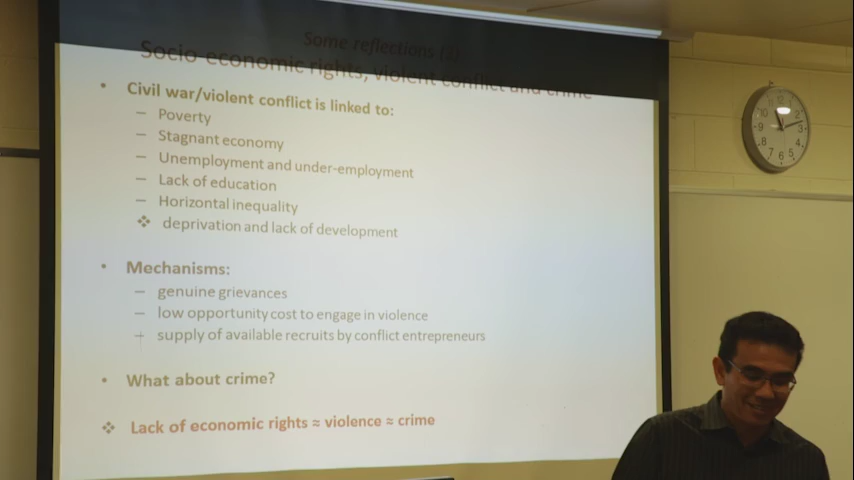 Some reflections (2)
Socio-economic rights, violent conflict and crime
• Civil war/violent conflict is linked to:
– Poverty
– Stagnant economy
– Unemployment and under-employment
– Lack of education
– Horizontal inequality
❖ deprivation and lack of development
• Mechanisms:
– genuine grievances
– low opportunity cost to engage in violence
– supply of available recruits by conflict entrepreneurs
• What about crime?
❖ Lack of economic rights ≈ violence ≈ crime